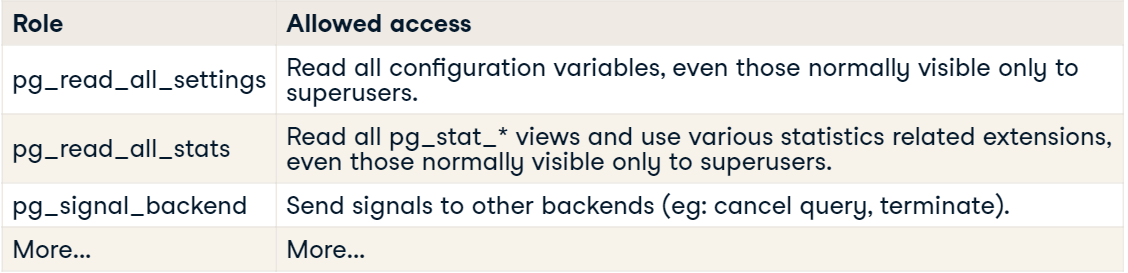 Role Allowed access
pg_read_all_settings Read all configuration variables, even those normally visible only to
superusers.
pg_read_all_stats Read all pg_stat_* views and use various statistics related extensions,
even those normally visible only to superusers.
pg_signal_backend Send signals to other backends (eg: cancel query, terminate).
More... More...